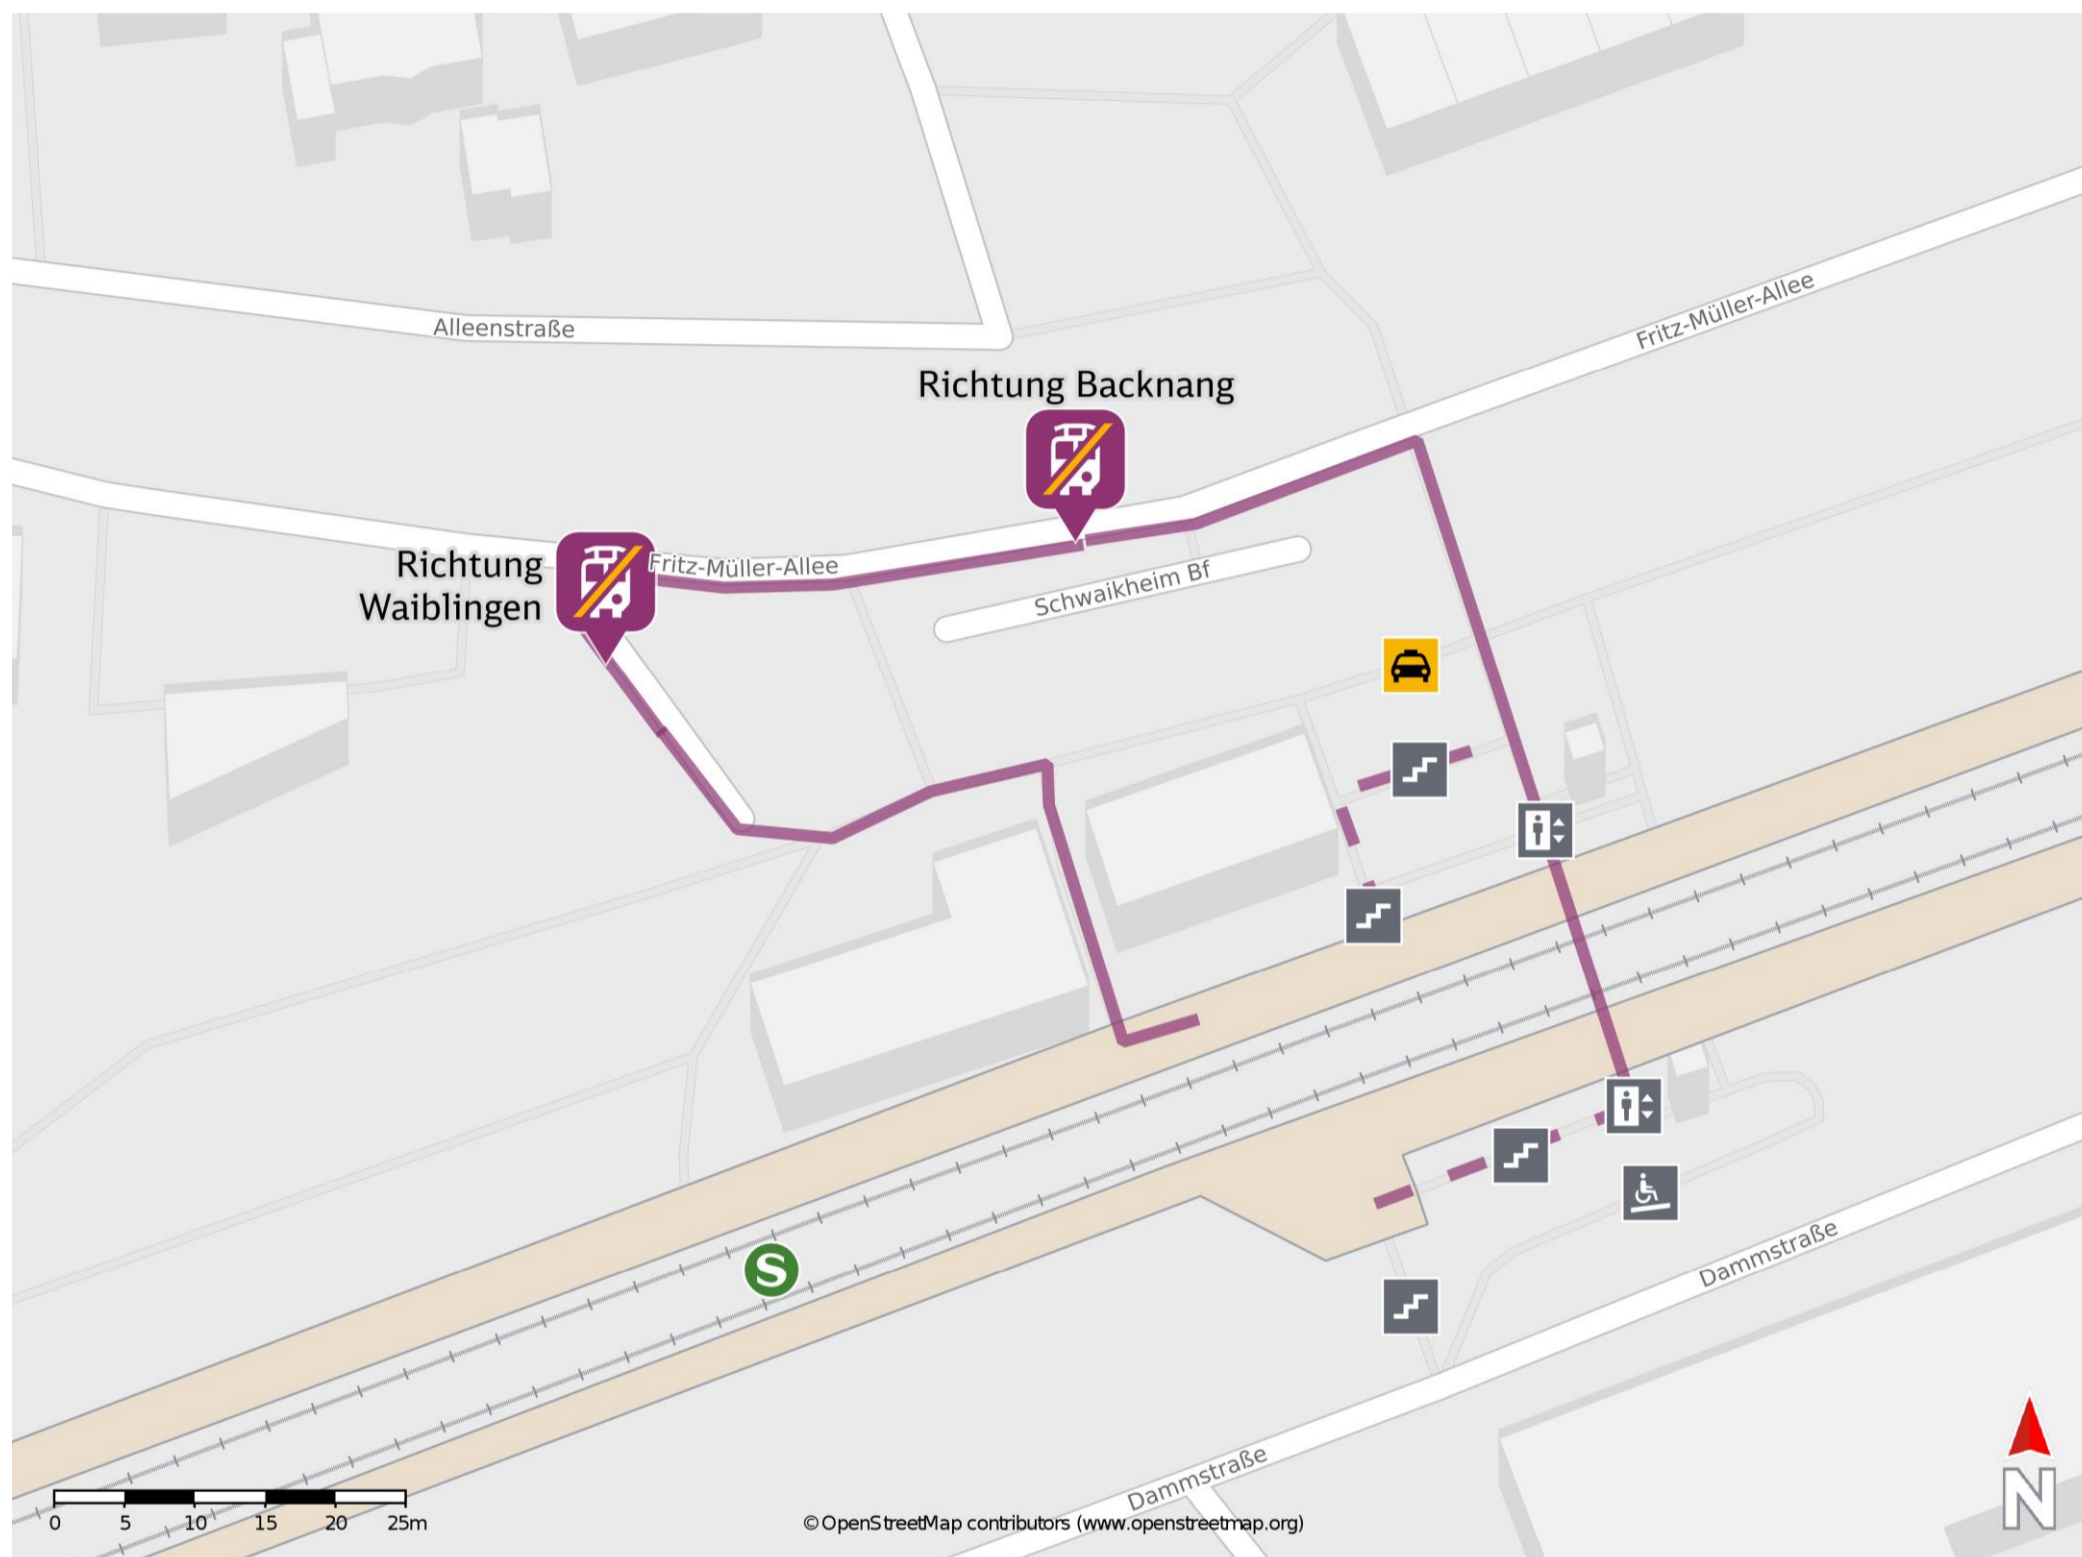 Alleenstraße
Fritz-Müller-Allee
Richtung Backnang
Richtung
Waiblingen
Fritz-Müller-Allee
Schwaikheim Bf
S
Dammstraße
Dammstraße
0 5 10 15 20 25m
© OpenStreetMap contributors (www.openstreetmap.org)
N